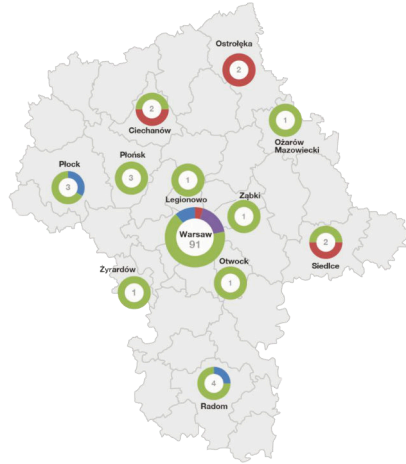 Ostrołęka
2
2
Ciechanów
1
Ożarów
Mazowiecki
Płock
3
Płońsk
3
1
Legionowo
Ząbki
1
Warsaw
91
2
Siedlce
Żyrardów
1
Otwock
1
4
Radom